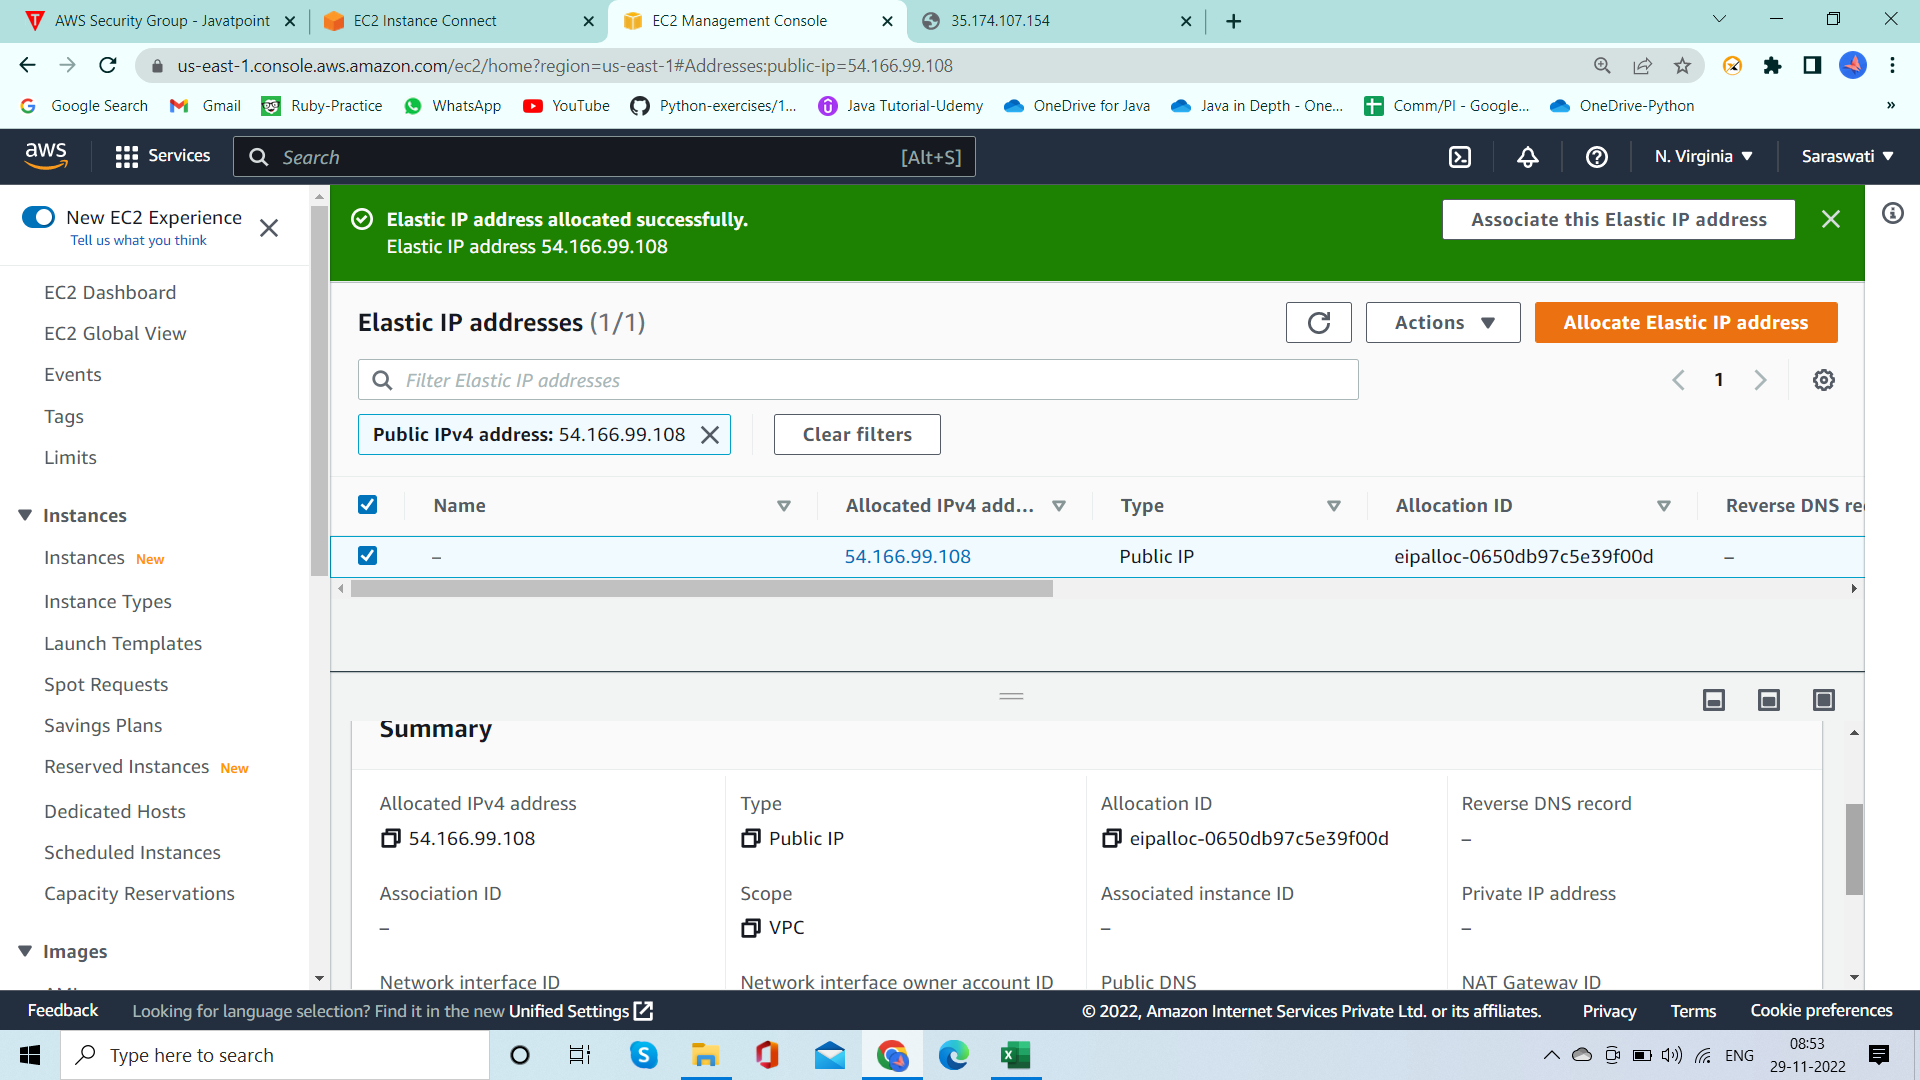 AWS Security Group - Javatpoint
EC2 Instance Connect
EC2 Management Console
35.174.107.154
us-east-1.console.aws.amazon.com/ec2/home?region=us-east-1#Addresses:public-ip=54.166.99.108
Google Search
Gmail
Ruby-Practice
WhatsApp
YouTube
Python-exercises/1...
Java Tutorial-Udemy
OneDrive for Java
Java in Depth - One...
Comm/PI - Google...
OneDrive-Python
»
aws
Services
Search
[Alt+S]
N. Virginia
Saraswati
New EC2 Experience
Tell us what you think
EC2 Dashboard
EC2 Global View
Events
Tags
Limits
Instances
Instances New
Instance Types
Launch Templates
Spot Requests
Savings Plans
Reserved Instances New
Dedicated Hosts
Scheduled Instances
Capacity Reservations
Images
Elastic IP address allocated successfully.
Elastic IP address 54.166.99.108
Associate this Elastic IP address
Elastic IP addresses (1/1)
Actions
Allocate Elastic IP address
Filter Elastic IP addresses
1
Public IPv4 address: 54.166.99.108
Clear filters
Name
Allocated IPv4 add...
Type
Allocation ID
Reverse DNS re
–
54.166.99.108
Public IP
eipalloc-0650db97c5e39f00d
–
Summary
Allocated IPv4 address
54.166.99.108
Type
Public IP
Allocation ID
eipalloc-0650db97c5e39f00d
Reverse DNS record
–
Association ID
–
Scope
VPC
Associated instance ID
–
Private IP address
–
Network interface ID
Network interface owner account ID
Public DNS
NAT Gateway ID
Feedback
Looking for language selection? Find it in the new Unified Settings
© 2022, Amazon Internet Services Private Ltd. or its affiliates.
Privacy
Terms
Cookie preferences
Type here to search
ENG
08:53
29-11-2022